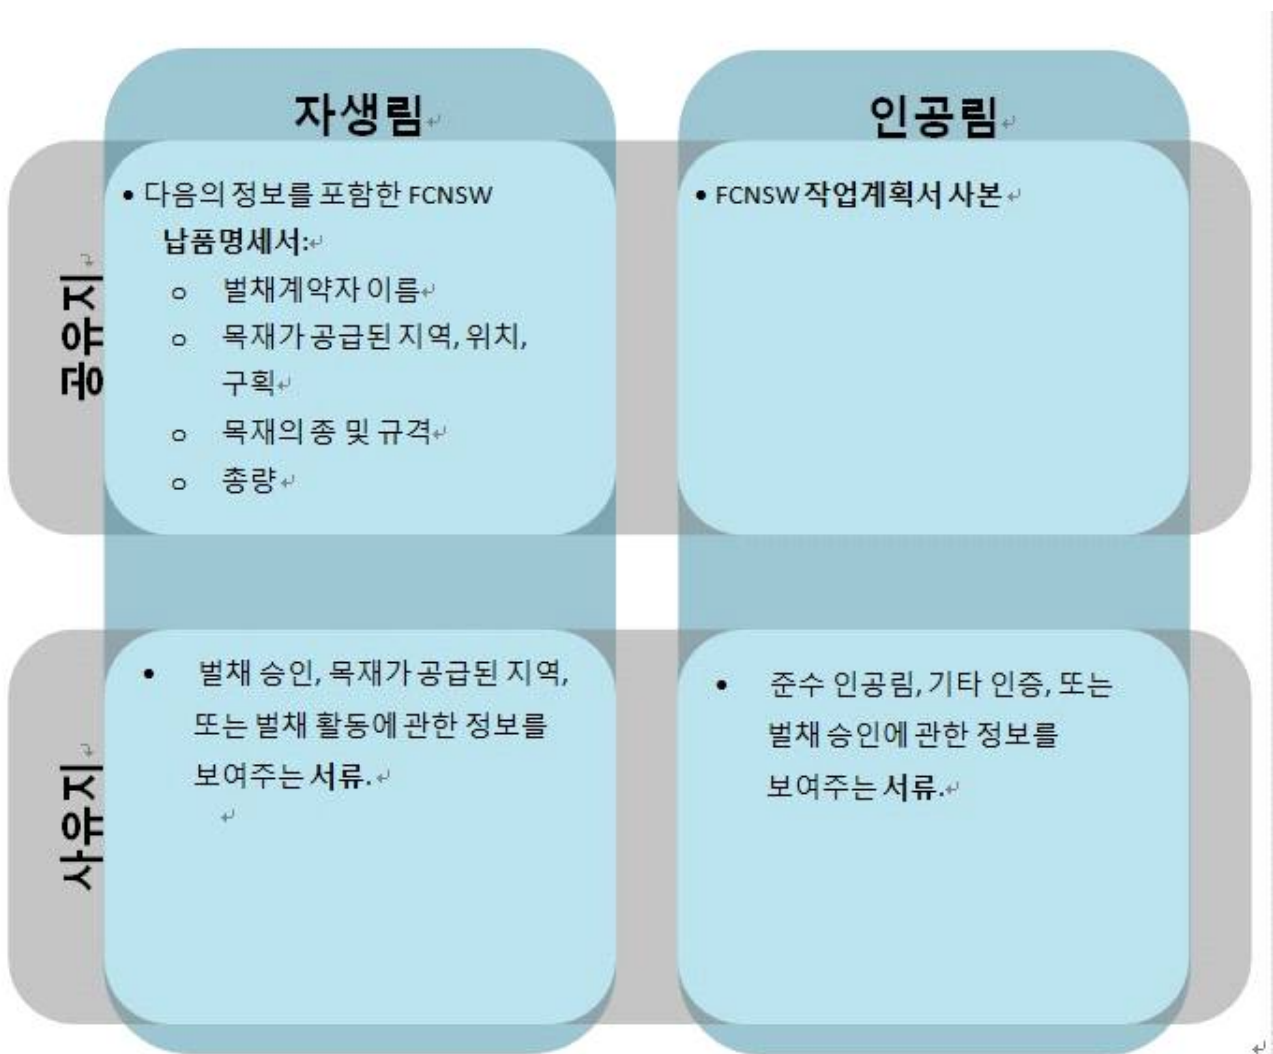 자생림
인공림
공유지
• 다음의 정보를 포함한 FCNSW
납품명세서:
o 벌채계약자 이름
o 목재가 공급된 지역, 위치,
구획
o 목재의 종 및 규격
o 총량
• FCNSW 작업계획서 사본
사유지
• 벌채 승인, 목재가 공급된 지역,
또는 벌채 활동에 관한 정보를
보여주는 서류.
• 준수 인공림, 기타 인증, 또는
벌채 승인에 관한 정보를
보여주는 서류.